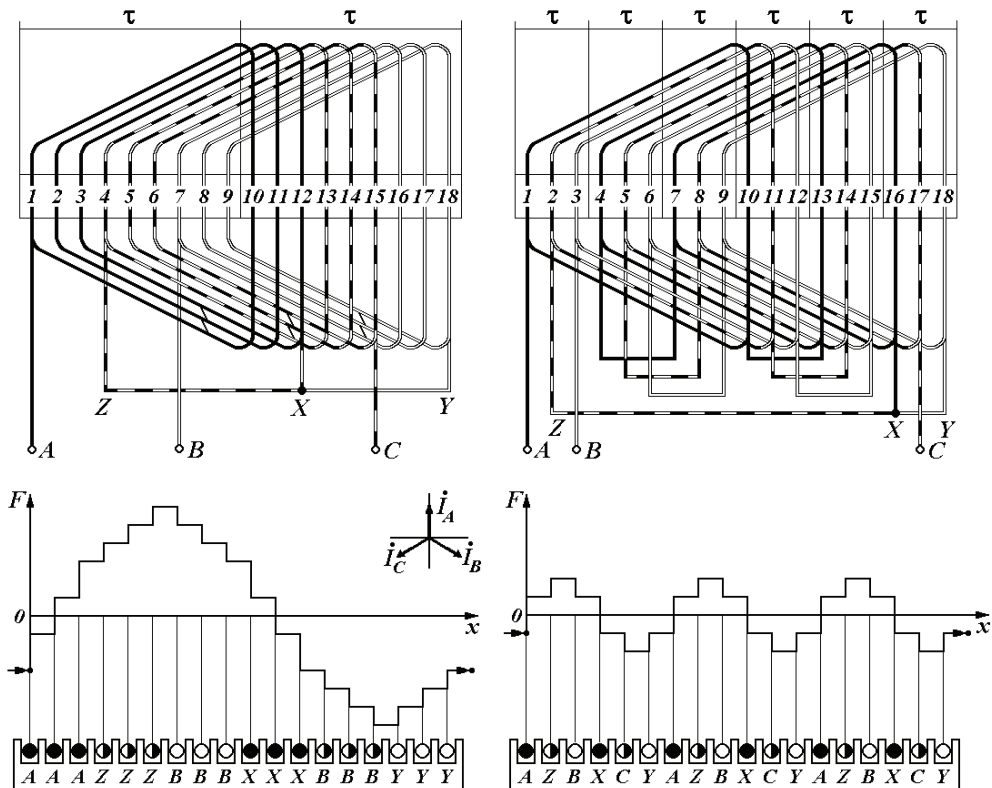 τ τ
1 2 3 4 5 6 7 8 9 10 11 12 13 14 15 16 17 18
Z X Y
A B C
F
İA
İC İB
0
x
A A A Z Z Z B B B X X X B B B Y Y Y
τ τ τ τ τ τ
1 2 3 4 5 6 7 8 9 10 11 12 13 14 15 16 17 18
Z X Y
A B C
F
0
x
A Z B X C Y A Z B X C Y A Z B X C Y